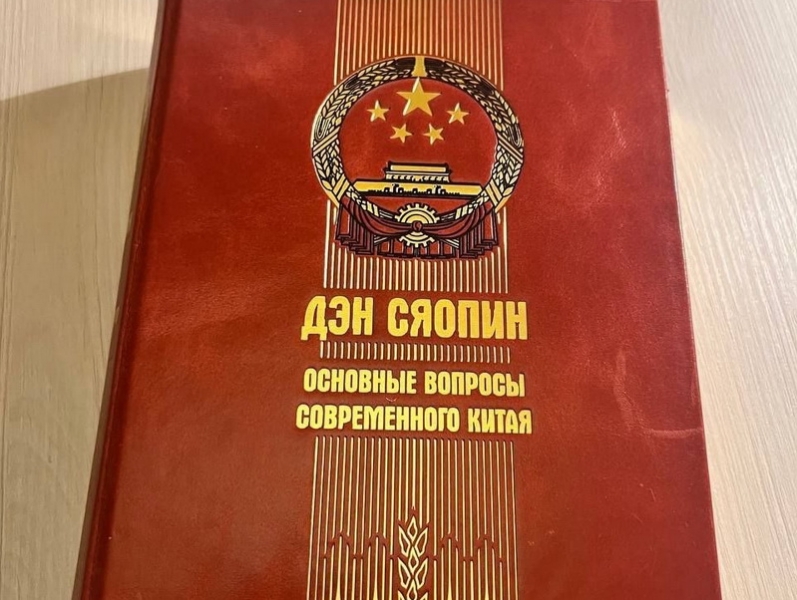 ДЭН СЯОПИН
ОСНОВНЫЕ ВОПРОСЫ
СОВРЕМЕННОГО КИТАЯ